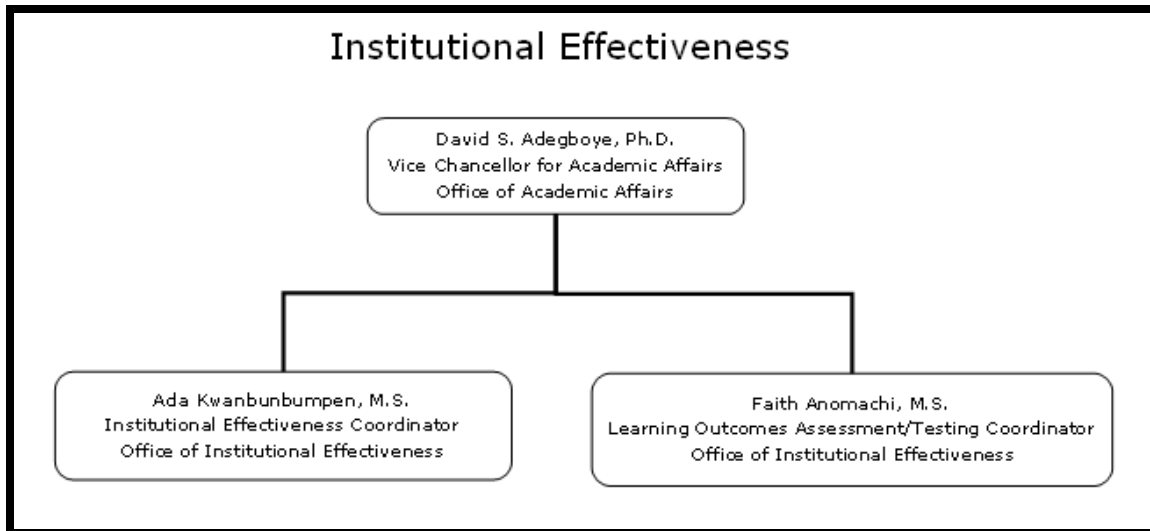 Institutional Effectiveness
David S. Adegboye, Ph.D.
Vice Chancellor for Academic Affairs
Office of Academic Affairs
Ada Kwanbunbumpen, M.S.
Institutional Effectiveness Coordinator
Office of Institutional Effectiveness
Faith Anomachi, M.S.
Learning Outcomes Assessment/Testing Coordinator
Office of Institutional Effectiveness